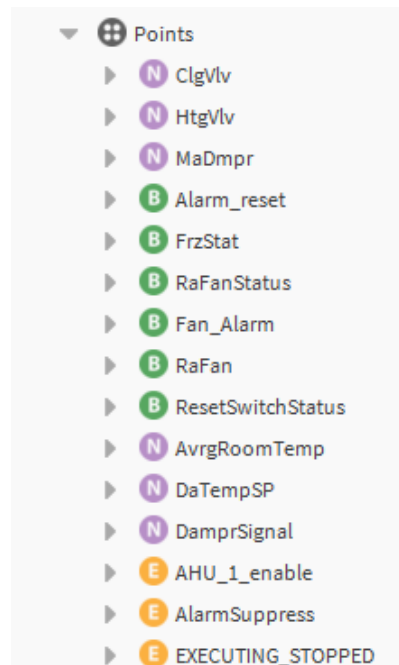 Points
N ClgVlv
N HtgVlv
N MaDmpr
B Alarm_reset
B FrzStat
B RaFanStatus
B Fan_Alarm
B RaFan
B ResetSwitchStatus
N AvrgRoomTemp
N DaTempSP
N DamprSignal
E AHU_1_enable
E AlarmSuppress
E EXECUTING_STOPPED